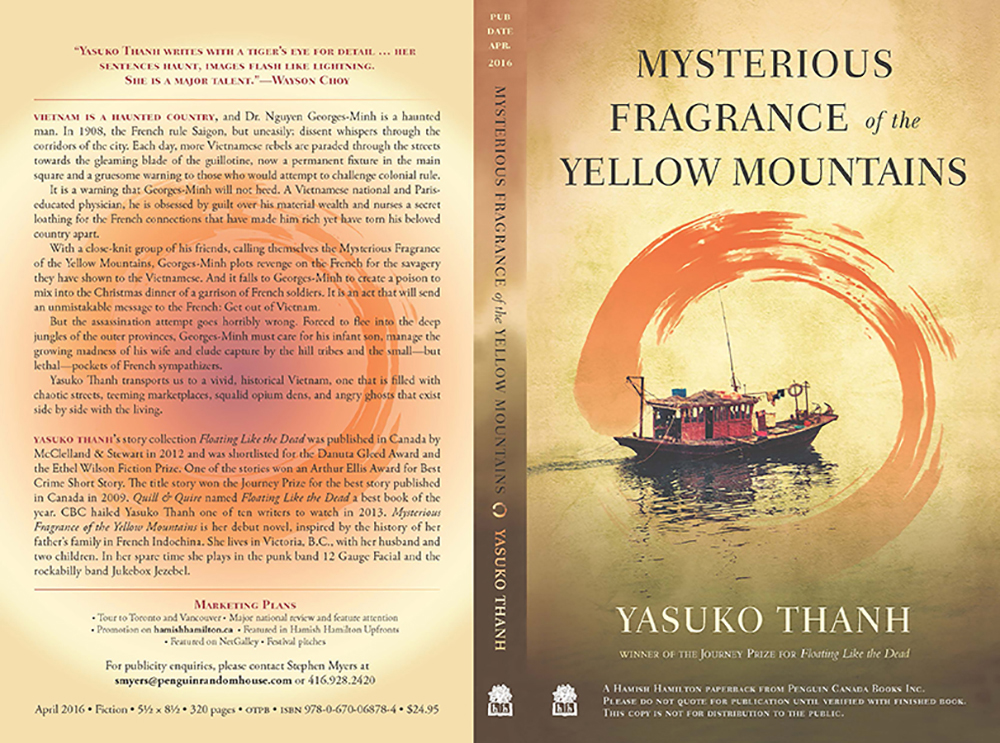 “Yasuko Thanh writes with a tiger’s eye for detail … her
sentences haunt, images flash like lightning.
She is a major talent.”—Wayson Choy
VIETNAM IS A HAUNTED COUNTRY, and Dr. Nguyen Georges-Minh is a haunted
man. In 1908, the French rule Saigon, but uneasily: dissent whispers through the
corridors of the city. Each day, more Vietnamese rebels are paraded through the streets
towards the gleaming blade of the guillotine, now a permanent fixture in the main
square and a gruesome warning to those who would attempt to challenge colonial rule.
It is a warning that Georges-Minh will not heed. A Vietnamese national and Paris-
educated physician, he is obsessed by guilt over his material wealth and nurses a secret
loathing for the French connections that have made him rich yet have torn his beloved
country apart.
With a close-knit group of his friends, calling themselves the Mysterious Fragrance
of the Yellow Mountains, Georges-Minh plots revenge on the French for the savagery
they have shown to the Vietnamese. And it falls to Georges-Minh to create a poison to
mix into the Christmas dinner of a garrison of French soldiers. It is an act that will send
an unmistakable message to the French: Get out of Vietnam.
But the assassination attempt goes horribly wrong. Forced to flee into the deep
jungles of the outer provinces, Georges-Minh must care for his infant son, manage the
growing madness of his wife and elude capture by the hill tribes and the small—but
lethal—pockets of French sympathizers.
Yasuko Thanh transports us to a vivid, historical Vietnam, one that is filled with
chaotic streets, teeming marketplaces, squalid opium dens, and angry ghosts that exist
side by side with the living.
YASUKO THANH’s story collection Floating Like the Dead was published in Canada by
McClelland & Stewart in 2012 and was shortlisted for the Danuta Gleed Award and
the Ethel Wilson Fiction Prize. One of the stories won an Arthur Ellis Award for Best
Crime Short Story. The title story won the Journey Prize for the best story published
in Canada in 2009. Quill & Quire named Floating Like the Dead a best book of the
year. CBC hailed Yasuko Thanh one of ten writers to watch in 2013. Mysterious
Fragrance of the Yellow Mountains is her debut novel, inspired by the history of her
father’s family in French Indochina. She lives in Victoria, B.C., with her husband and
two children. In her spare time she plays in the punk band 12 Gauge Facial and the
rockabilly band Jukebox Jezebel.
Marketing Plans
• Tour to Toronto and Vancouver • Major national review and feature attention
• Promotion on hamishhamilton.ca • Featured in Hamish Hamilton Upfronts
• Featured on NetGalley • Festival pitches
For publicity enquiries, please contact Stephen Myers at
smyers@penguinrandomhouse.com or 416.928.2420
April 2016 • Fiction • 5½ x 8½ • 320 pages • OTPB • ISBN 978-0-670-06878-4 • $24.95
PUB
DATE
APR.
2016
MYSTERIOUS FRAGRANCE of the YELLOW MOUNTAINS YASUKO THANH
MYSTERIOUS
FRAGRANCE of the
YELLOW MOUNTAINS
YASUKO THANH
WINNER OF THE JOURNEY PRIZE FOR Floating Like the Dead
A Hamish Hamilton paperback from Penguin Canada Books Inc.
Please do not quote for publication until verified with finished book.
This copy is not for distribution to the public.